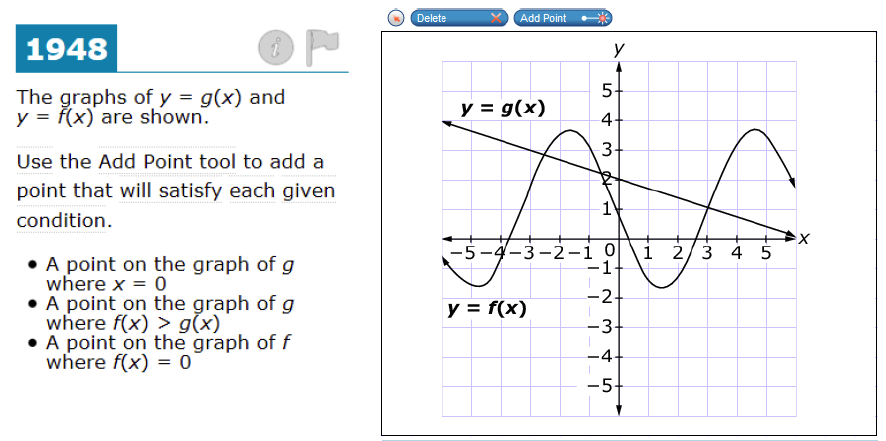 Delete
Add Point
1948
i
The graphs of y = g(x) and
y = f(x) are shown.
Use the Add Point tool to add a
point that will satisfy each given
condition.
• A point on the graph of g
where x = 0
• A point on the graph of g
where f(x) > g(x)
• A point on the graph of f
where f(x) = 0
y
5
y = g(x)
4
3
2
1
x
−5 −4 −3 −2 −1 0 1 2 3 4 5
−1
−2
y = f(x)
−3
−4
−5